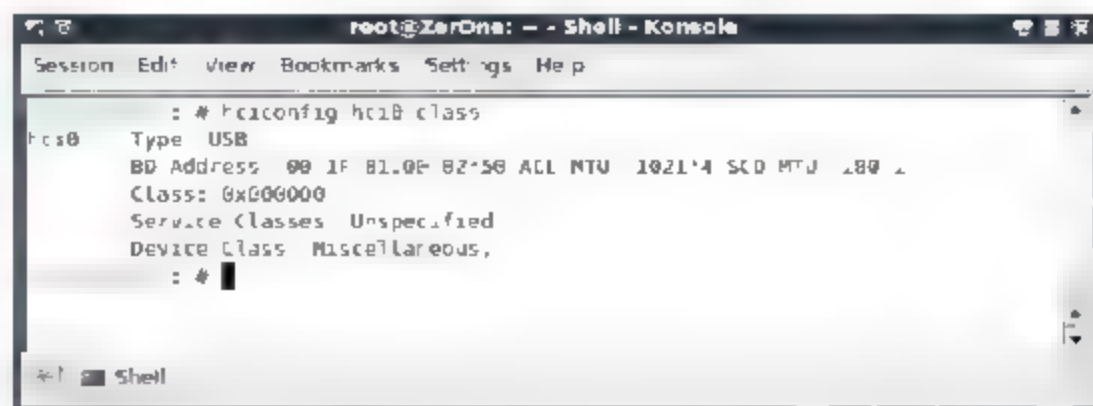 root@ZerOne: ~ - Shell - Konsole
Session Edit View Bookmarks Settings Help
: # hciconfig hci0 class
hci0 Type USB
BD Address 00 1F 81 82 ACL MTU 1021 4 SCO MTU 180
Class: 0x000000
Service Classes Unspecified
Device Class Miscellaneous,
: #
Shell